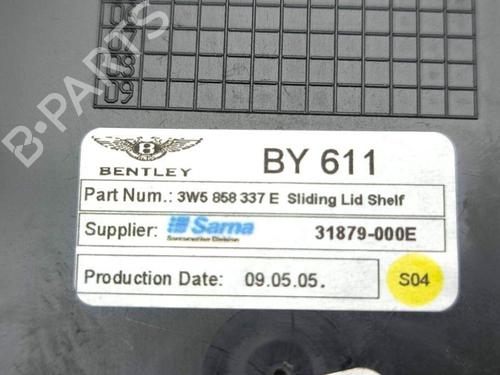 B-PARTS
BENTLEY
BY 611
Part Num.: 3W5 858 337 E Sliding Lid Shelf
Supplier: Sarna 31879-000E
Production Date: 09.05.05.
S04